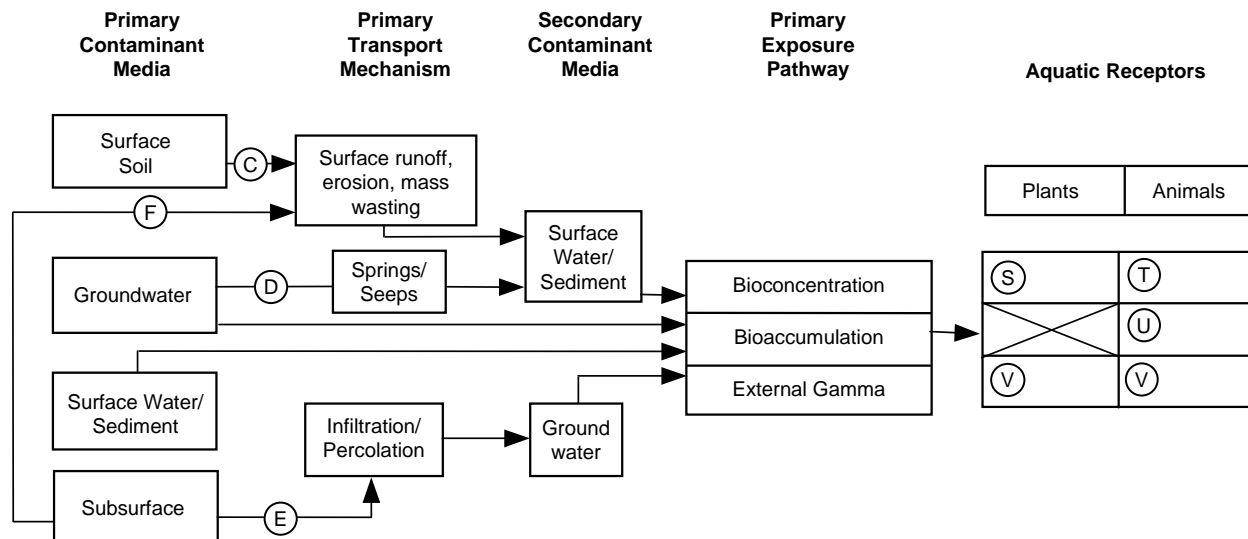 Primary
Contaminant
Media
Primary
Transport
Mechanism
Secondary
Contaminant
Media
Primary
Exposure
Pathway
Aquatic Receptors
Surface
Soil
C
Surface runoff,
erosion, mass
wasting
Plants
Animals
F
Surface
Water/
Sediment
Groundwater
D
Springs/
Seeps
Bioconcentration
S
T
Bioaccumulation
U
External Gamma
V
V
Surface Water/
Sediment
Infiltration/
Percolation
Ground
water
Subsurface
E